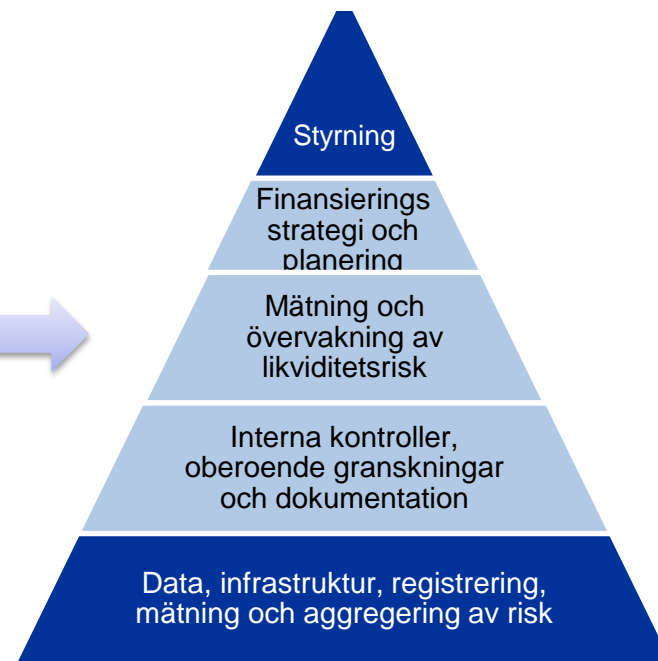 Styrning
Finansierings
strategi och
planering
Mätning och
övervakning av
likviditetsrisk
Interna kontroller,
oberoende granskningar
och dokumentation
Data, infrastruktur, registrering,
mätning och aggregering av risk